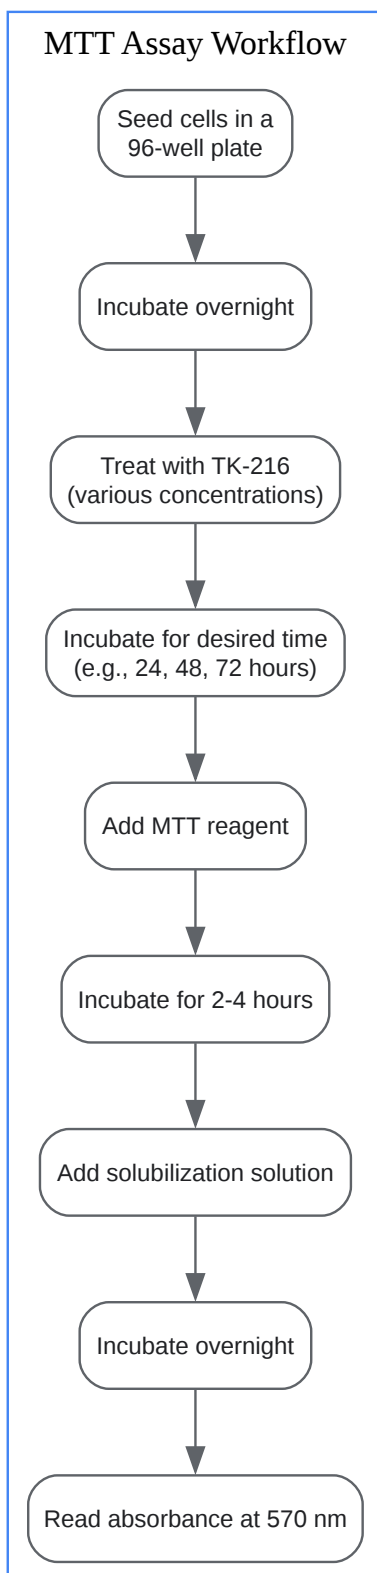 MTT Assay Workflow
Seed cells in a
96-well plate
Incubate overnight
Treat with TK-216
(various concentrations)
Incubate for desired time
(e.g., 24, 48, 72 hours)
Add MTT reagent
Incubate for 2-4 hours
Add solubilization solution
Incubate overnight
Read absorbance at 570 nm